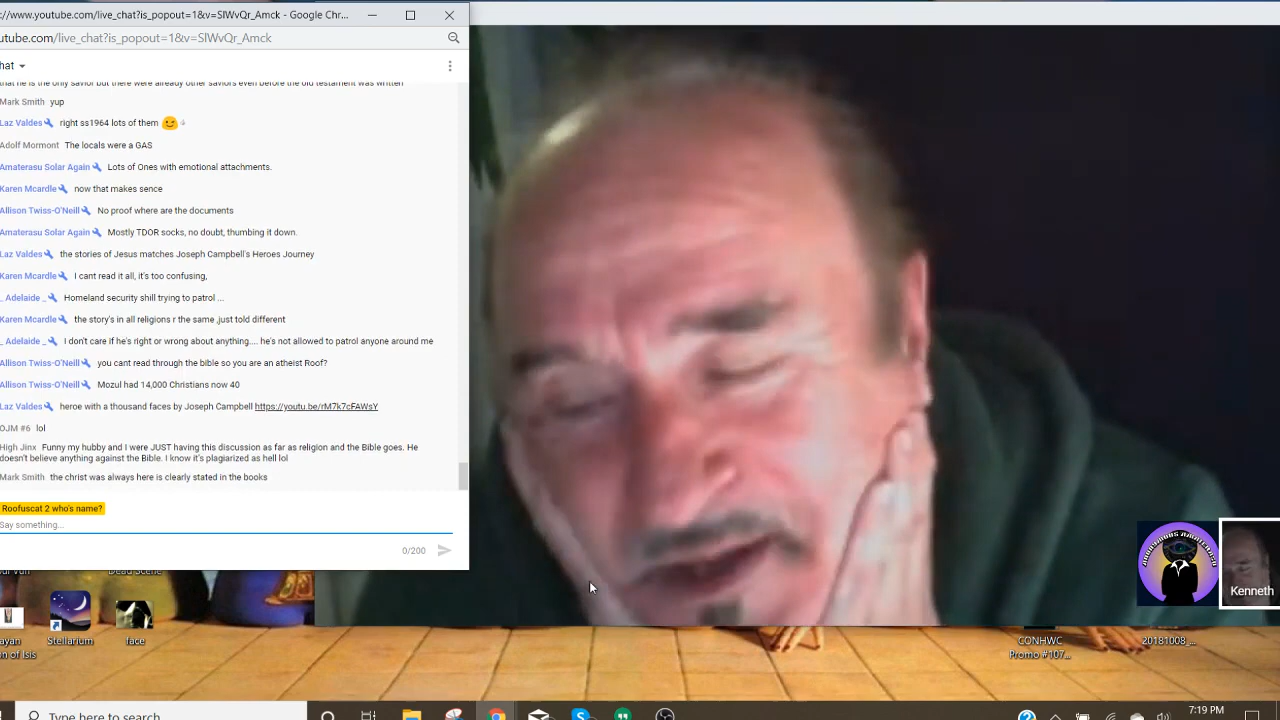 ://www.youtube.com/live_chat?is_popout=1&v=SlWvQr_Amck - Google Chr...
utube.com/live_chat?is_popout=1&v=SlWvQr_Amck
hat
that he is the only savior but there were already other saviors even before the old testament was written
Mark Smith yup
Laz Valdes right ss1964 lots of them
Adolf Mormont The locals were a GAS
Amaterasu Solar Again Lots of Ones with emotional attachments.
Karen Mcardle now that makes sence
Allison Twiss-O'Neill No proof where are the documents
Amaterasu Solar Again Mostly TDOR socks, no doubt, thumbing it down.
Laz Valdes the stories of Jesus matches Joseph Campbell's Heroes Journey
Karen Mcardle I cant read it all, it's too confusing,
_ Adelaide _ Homeland security shill trying to patrol ...
Karen Mcardle the story's in all religions r the same ,just told different
_ Adelaide _ I don't care if he's right or wrong about anything.... he's not allowed to patrol anyone around me
Allison Twiss-O'Neill you cant read through the bible so you are an atheist Roof?
Allison Twiss-O'Neill Mozul had 14,000 Christians now 40
Laz Valdes heroe with a thousand faces by Joseph Campbell https://youtu.be/rM7k7cFAWsY
OJM #6 lol
High Jinx Funny my hubby and I were JUST having this discussion as far as religion and the Bible goes. He
doesn't believe anything against the Bible. I know it's plagiarized as hell lol
Mark Smith the christ was always here is clearly stated in the books
Roofuscat 2 who's name?
Say something...
0/200
Dead Scene
Kenneth
ayan
on of Isis
Stellarium
face
CONHWC
Promo #107...
20181008_...
Type here to search
7:19 PM